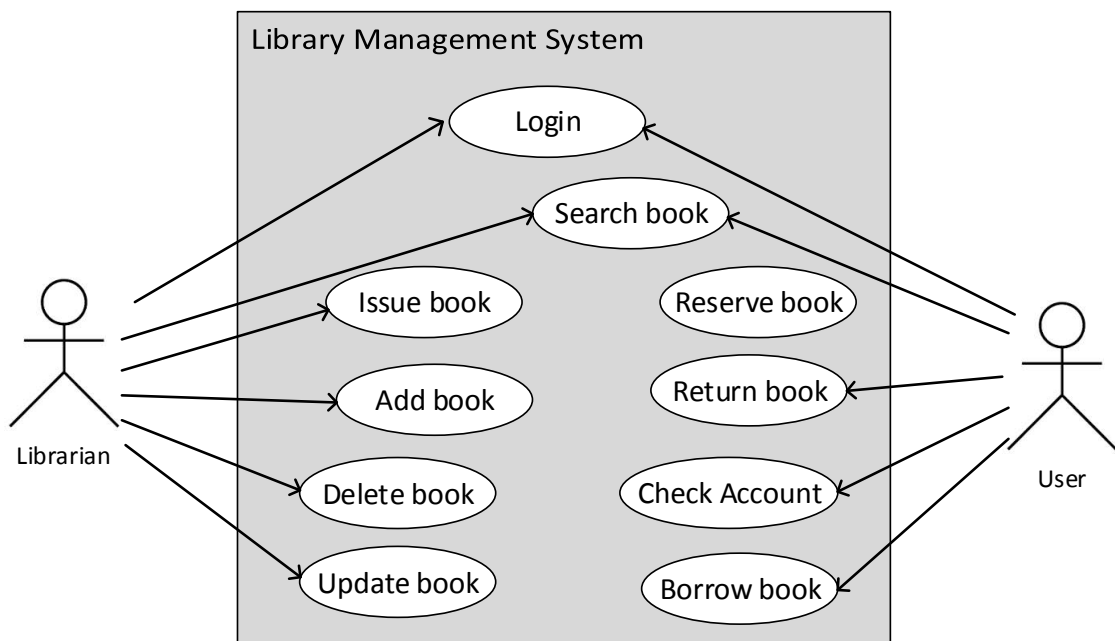 Library Management System
Login
Search book
Issue book
Reserve book
Add book
Return book
Librarian
User
Delete book
Check Account
Update book
Borrow book